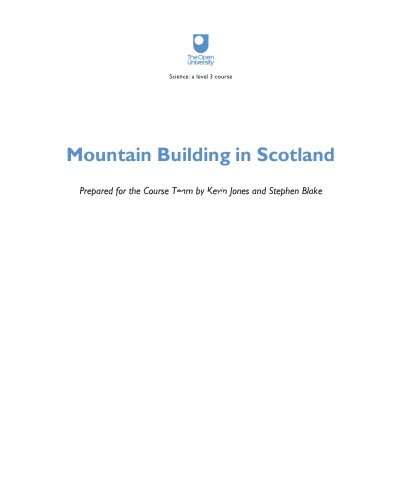 The Open
University
Science: a level 3 course
Mountain Building in Scotland
Prepared for the Course Team by Kevin Jones and Stephen Blake